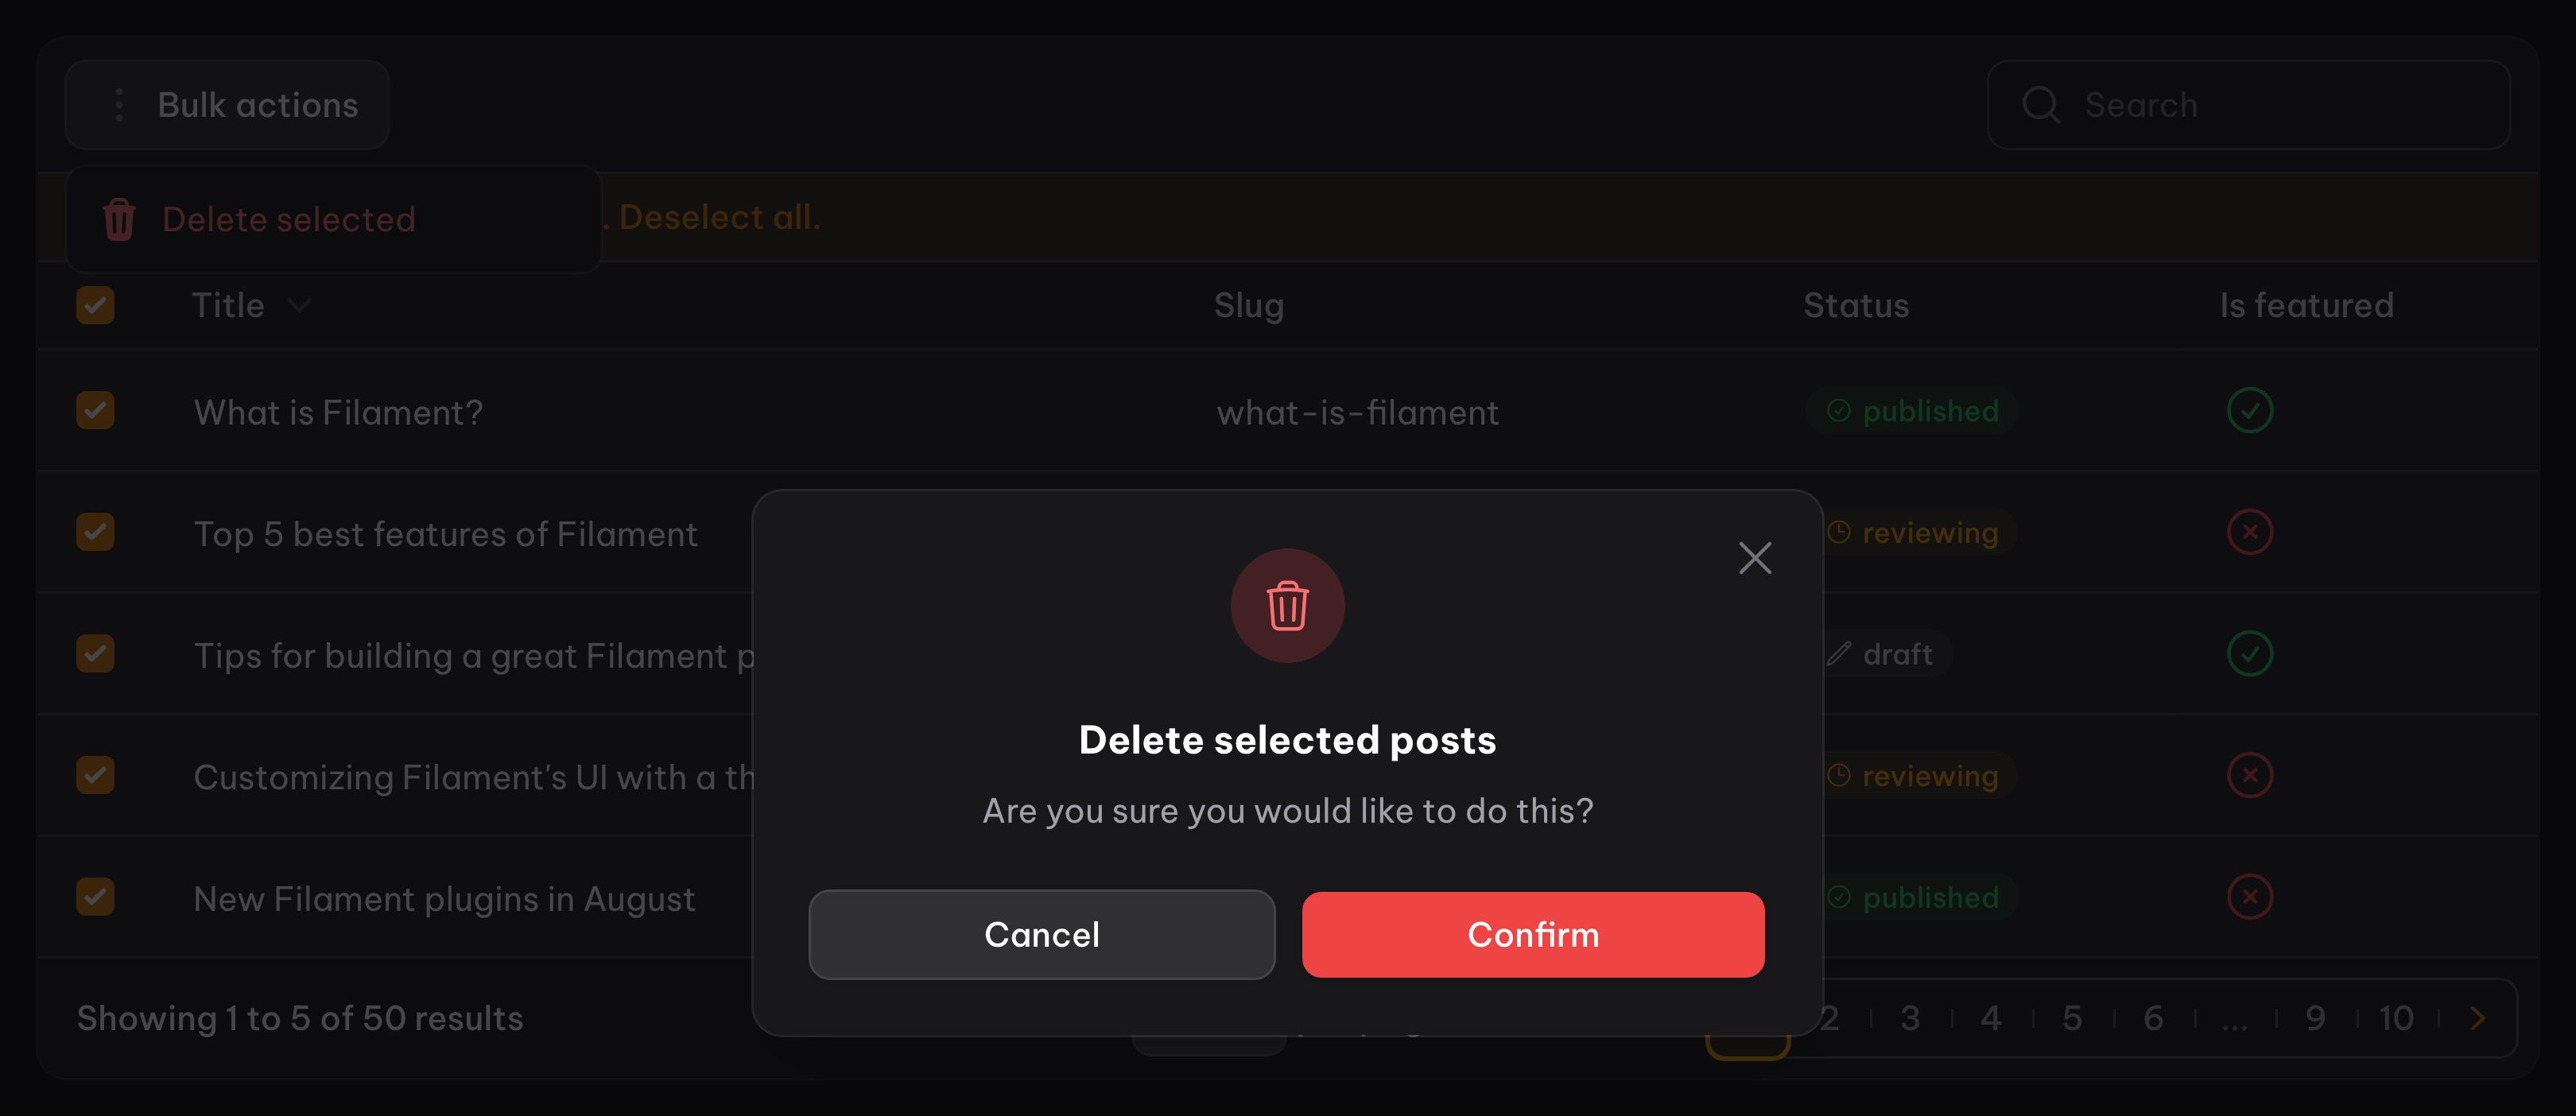 Bulk actions
Search
Delete selected
. Deselect all.
Title
Slug
Status
Is featured
What is Filament?
what-is-filament
published
Top 5 best features of Filament
reviewing
Tips for building a great Filament p
draft
Customizing Filament's UI with a th
reviewing
New Filament plugins in August
published
Delete selected posts
Are you sure you would like to do this?
Cancel
Confirm
Showing 1 to 5 of 50 results
2 3 4 5 6 ... 9 10